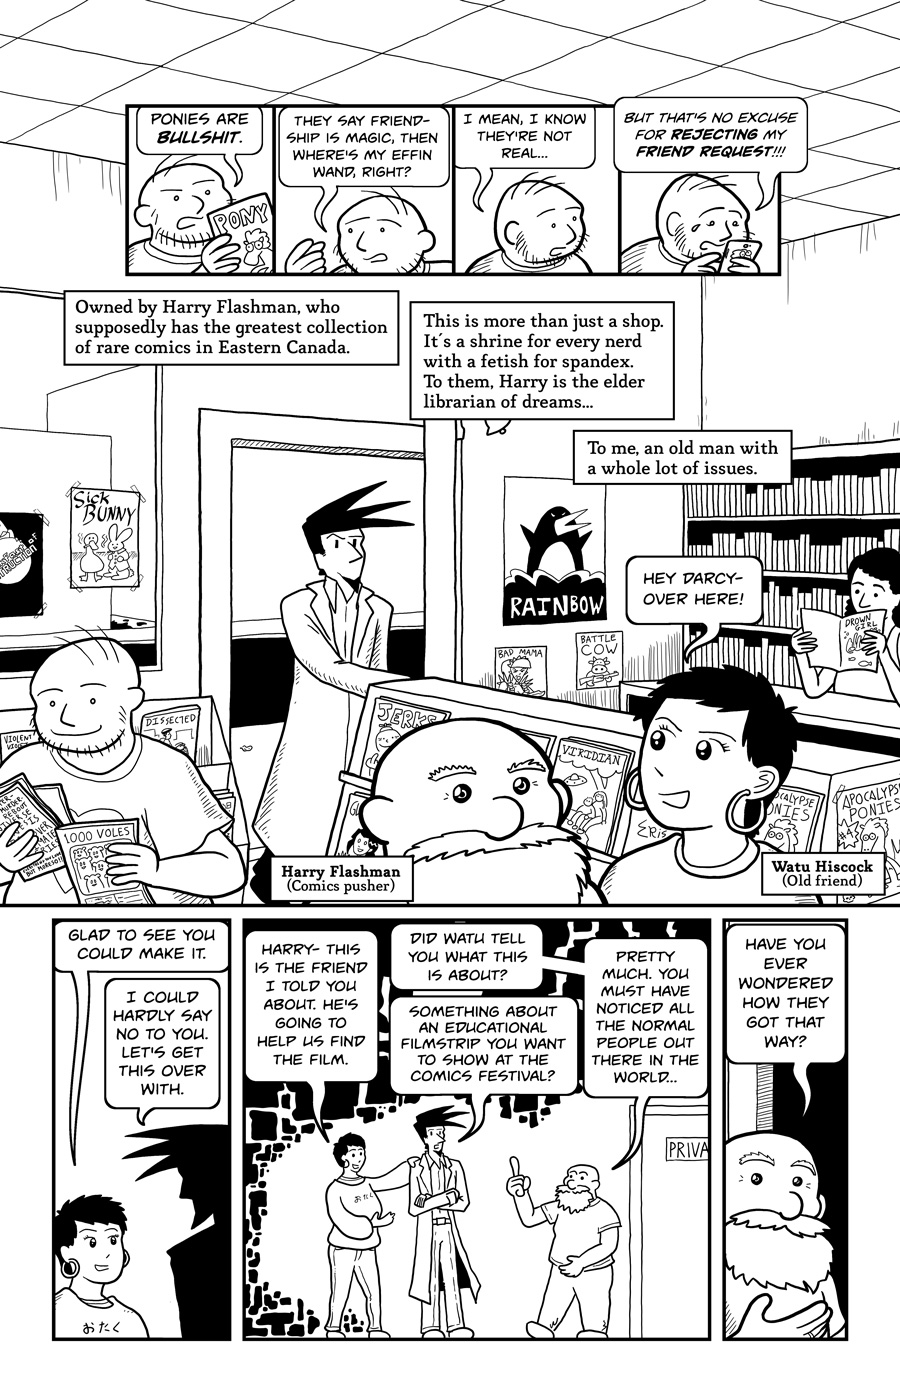 PONIES ARE
BULLSHIT.
THEY SAY FRIEND-
SHIP IS MAGIC, THEN
WHERE'S MY EFFIN
WAND, RIGHT?
I MEAN, I KNOW
THEY'RE NOT
REAL...
BUT THAT'S NO EXCUSE
FOR REJECTING MY
FRIEND REQUEST!!!
PONY
Owned by Harry Flashman, who
supposedly has the greatest collection
of rare comics in Eastern Canada.
This is more than just a shop.
It´s a shrine for every nerd
with a fetish for spandex.
To them, Harry is the elder
librarian of dreams...
To me, an old man with
a whole lot of issues.
SICK
BUNNY
RAINBOW
BAD MAMA
BATTLE
COW
HEY DARCY-
OVER HERE!
DROWN
GIRL
VIOLENT
DISSECTED
1000 VOLES
JERKS
VIRIDIAN
ERIS
APOCALYPSE
PONIES
#4
Harry Flashman
(Comics pusher)
Watu Hiscock
(Old friend)
GLAD TO SEE YOU
COULD MAKE IT.
I COULD
HARDLY SAY
NO TO YOU.
LET'S GET
THIS OVER
WITH.
おたく
HARRY- THIS
IS THE FRIEND
I TOLD YOU
ABOUT. HE'S
GOING TO
HELP US FIND
THE FILM.
DID WATU TELL
YOU WHAT THIS
IS ABOUT?
SOMETHING ABOUT
AN EDUCATIONAL
FILMSTRIP YOU WANT
TO SHOW AT THE
COMICS FESTIVAL?
PRETTY
MUCH. YOU
MUST HAVE
NOTICED ALL
THE NORMAL
PEOPLE OUT
THERE IN THE
WORLD...
おたく
PRIVA
HAVE YOU
EVER
WONDERED
HOW THEY
GOT THAT
WAY?